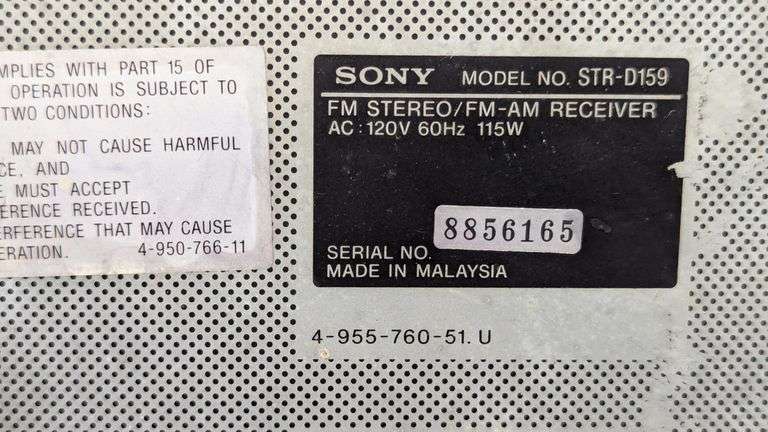 MPLIES WITH PART 15 OF
OPERATION IS SUBJECT TO
TWO CONDITIONS:
MAY NOT CAUSE HARMFUL
CE, AND
MUST ACCEPT
FERENCE RECEIVED.
ERFERENCE THAT MAY CAUSE
ERATION. 4-950-766-11
SONY MODEL NO. STR-D159
FM STEREO/FM-AM RECEIVER
AC: 120V 60Hz 115W
8856165
SERIAL NO.
MADE IN MALAYSIA
4-955-760-51. U